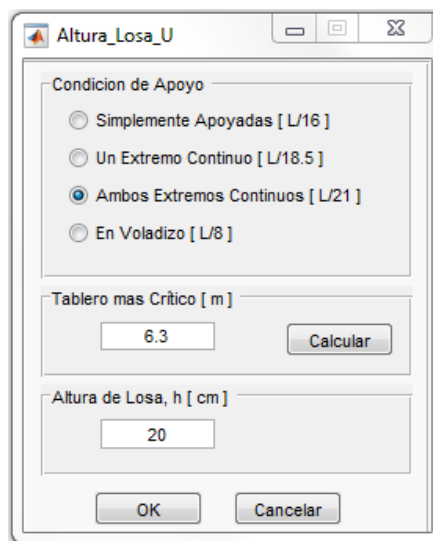 Altura_Losa_U
Condicion de Apoyo
Simplemente Apoyadas [ L/16 ]
Un Extremo Continuo [ L/18.5 ]
Ambos Extremos Continuos [ L/21 ]
En Voladizo [ L/8 ]
Tablero mas Crítico [ m ]
6.3 Calcular
Altura de Losa, h [ cm ]
20
OK Cancelar